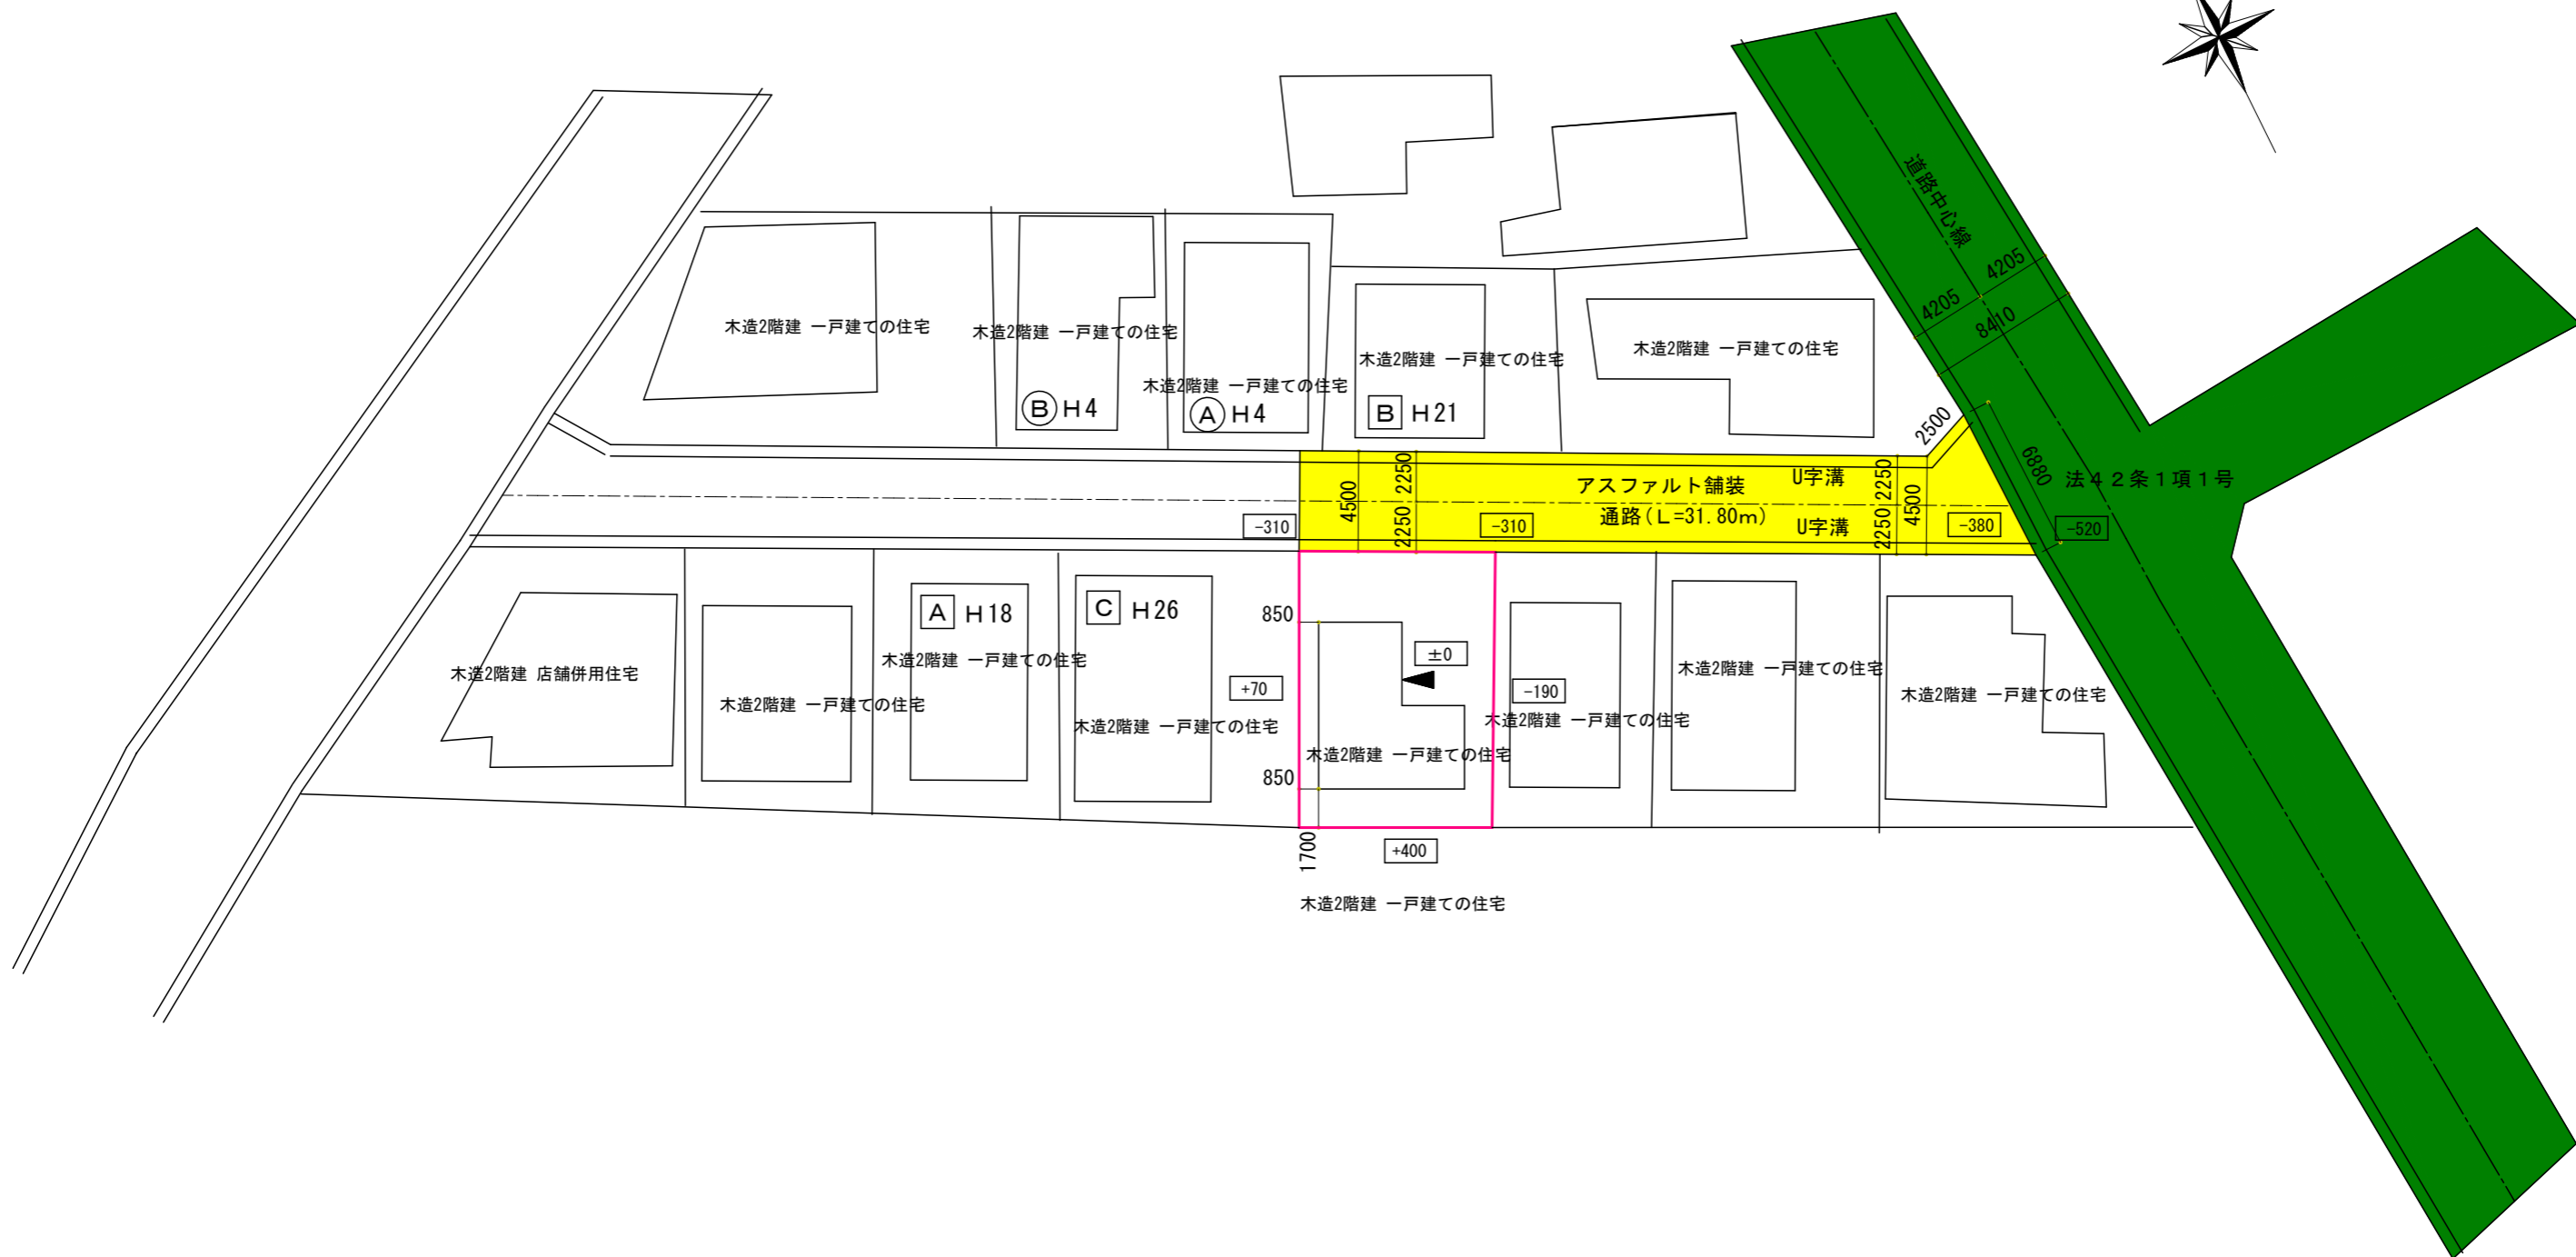 道路中心線
4205
4205
8410
2500
6880
法42条1項1号
木造2階建 一戸建ての住宅
木造2階建 一戸建ての住宅
木造2階建 一戸建ての住宅
木造2階建 一戸建ての住宅
木造2階建 一戸建ての住宅
B H4
A H4
B H21
4500
2250
2250
アスファルト舗装
U字溝
通路(L=31.80m)
U字溝
2250
2250
4500
-310
-310
-380
-520
A H18
C H26
850
±0
+70
-190
木造2階建 店舗併用住宅
木造2階建 一戸建ての住宅
木造2階建 一戸建ての住宅
木造2階建 一戸建ての住宅
木造2階建 一戸建ての住宅
木造2階建 一戸建ての住宅
木造2階建 一戸建ての住宅
木造2階建 一戸建ての住宅
850
1700
+400
木造2階建 一戸建ての住宅